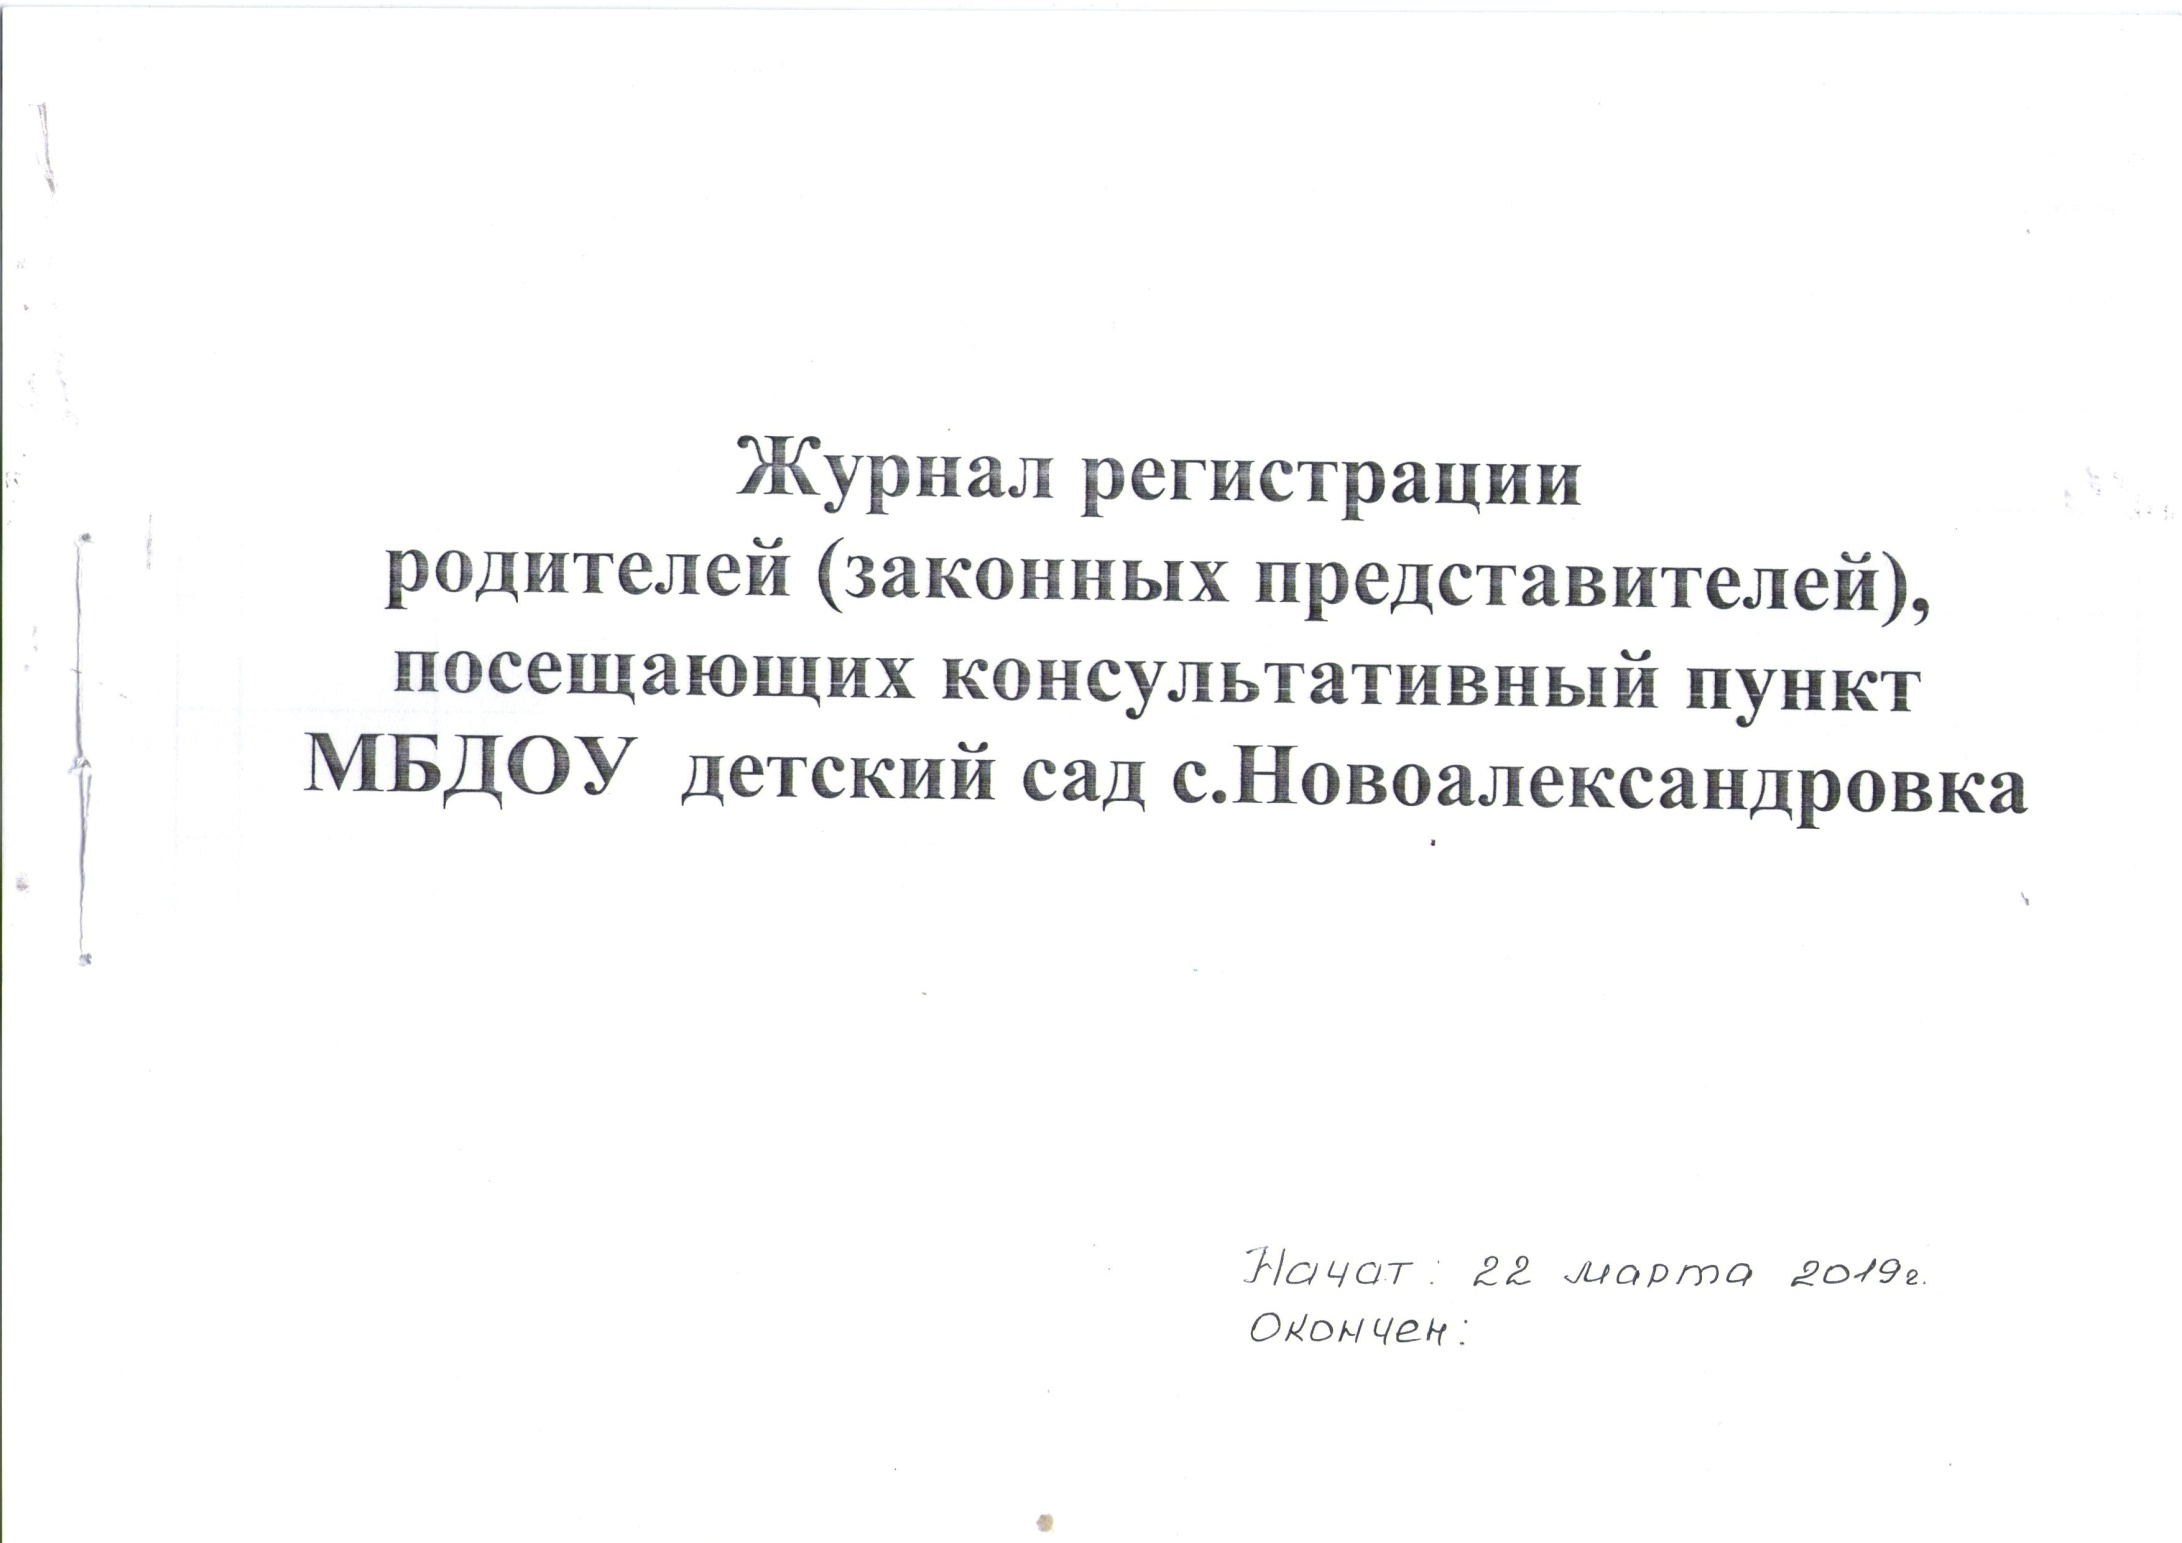 Журнал регистрации
родителей (законных представителей),
посещающих консультативный пункт
МБДОУ детский сад с.Новоалександровка
Начат: 22 марта 2019г.
Окончен: